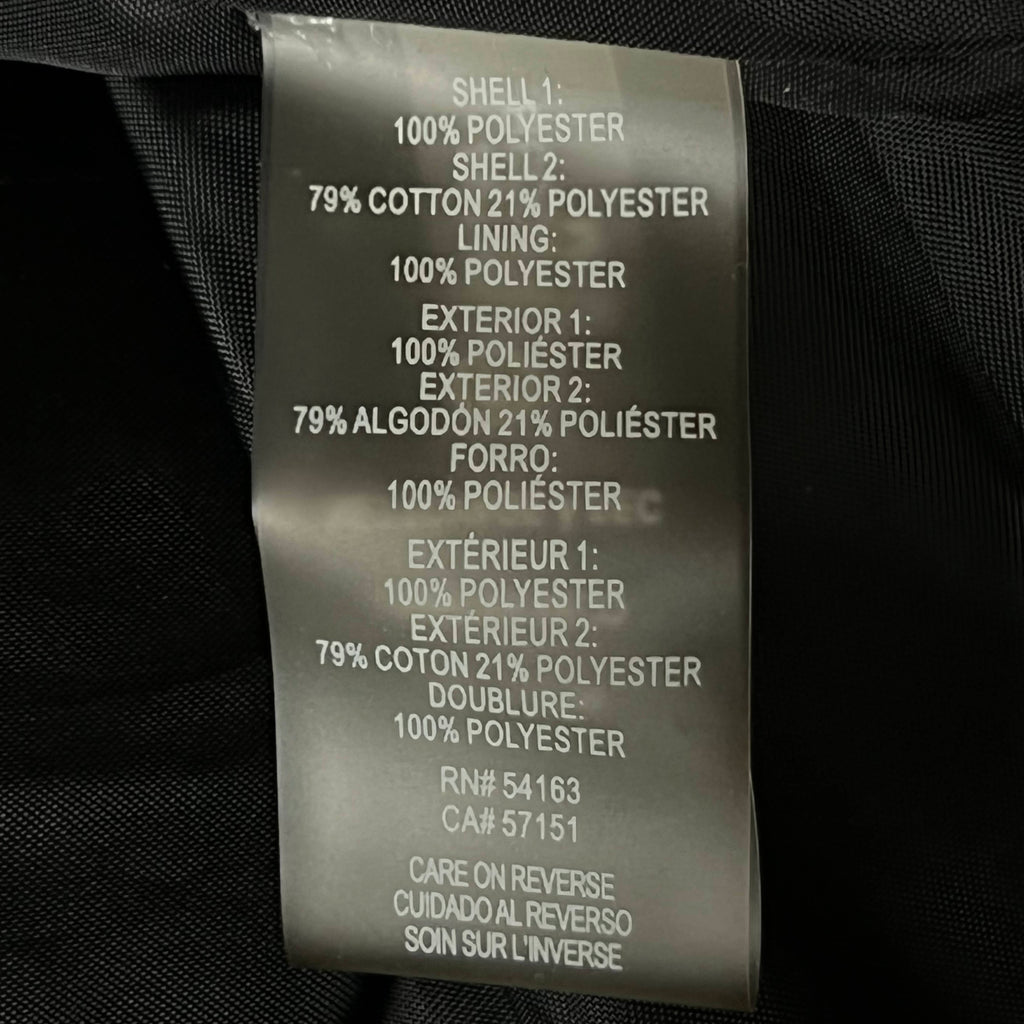 SHELL 1:
100% POLYESTER
SHELL 2:
79% COTTON 21% POLYESTER
LINING:
100% POLYESTER
EXTERIOR 1:
100% POLIÉSTER
EXTERIOR 2:
79% ALGODÓN 21% POLIÉSTER
FORRO:
100% POLIÉSTER
EXTÉRIEUR 1:
100% POLYESTER
EXTÉRIEUR 2:
79% COTON 21% POLYESTER
DOUBLURE:
100% POLYESTER
RN# 54163
CA# 57151
CARE ON REVERSE
CUIDADO AL REVERSO
SOIN SUR L'INVERSE